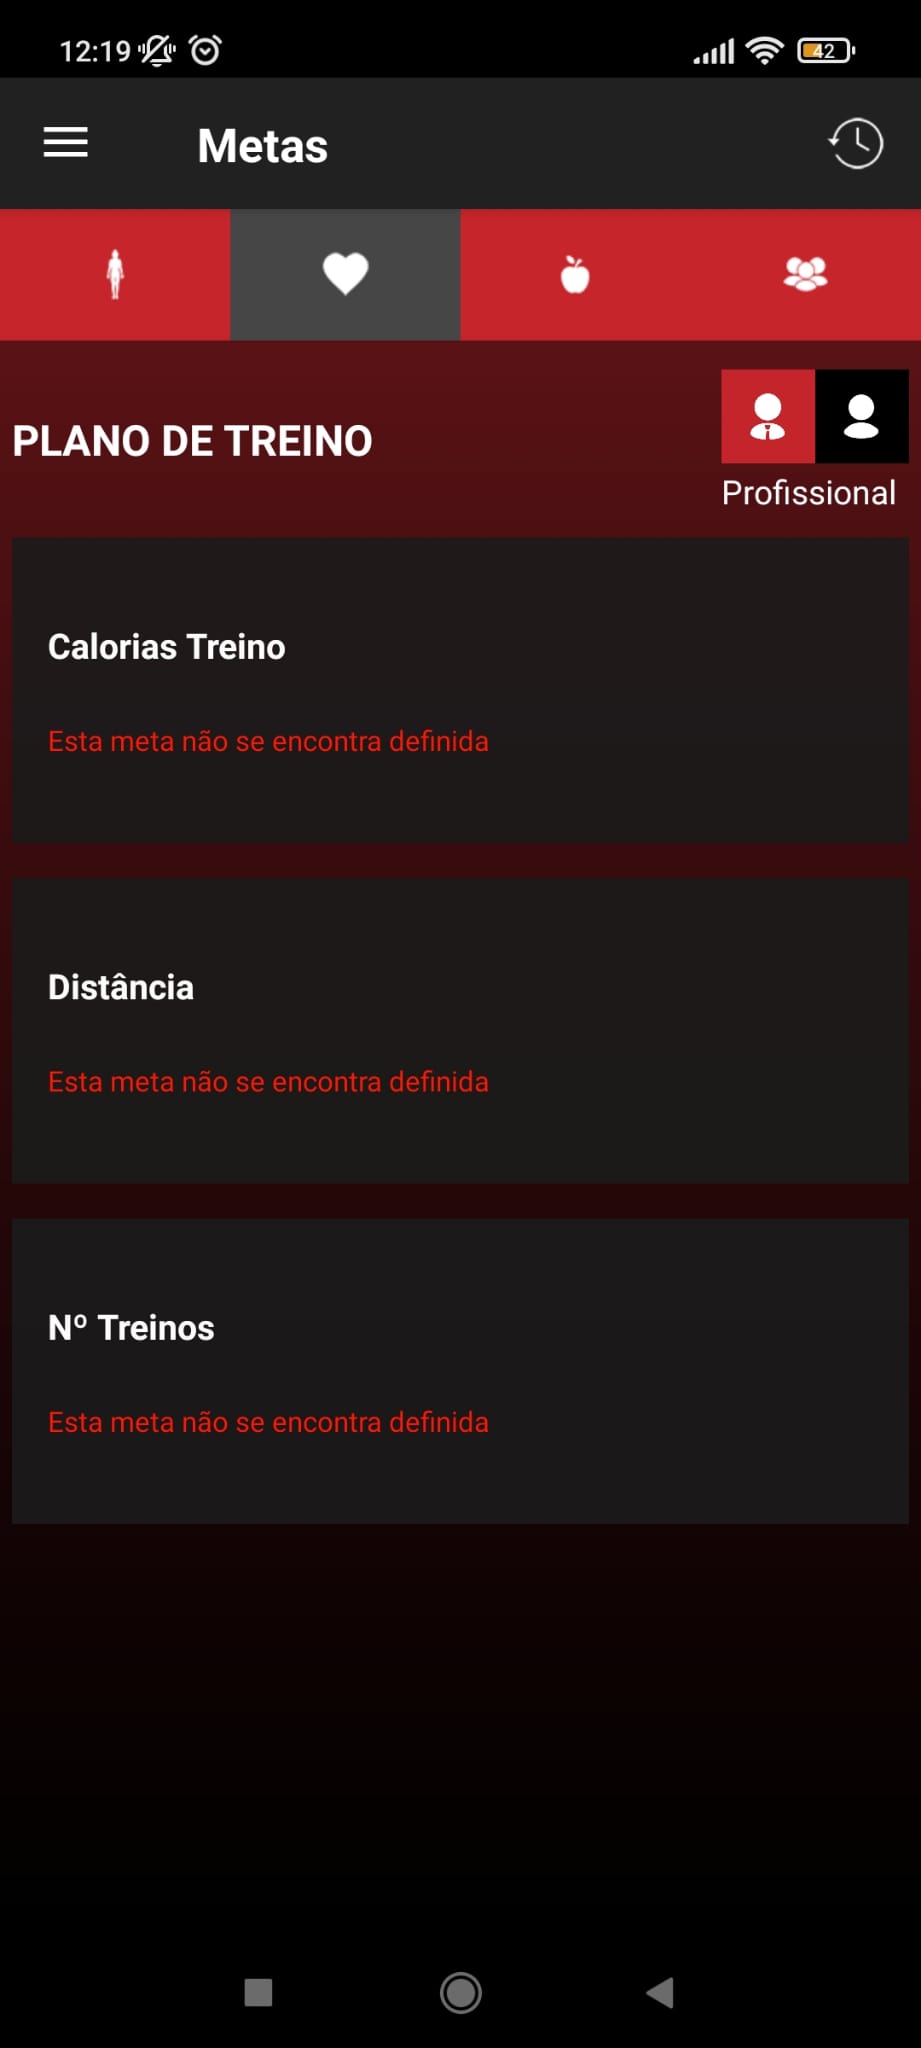 12:19
42
Metas
PLANO DE TREINO
Profissional
Calorias Treino
Esta meta não se encontra definida
Distância
Esta meta não se encontra definida
Nº Treinos
Esta meta não se encontra definida